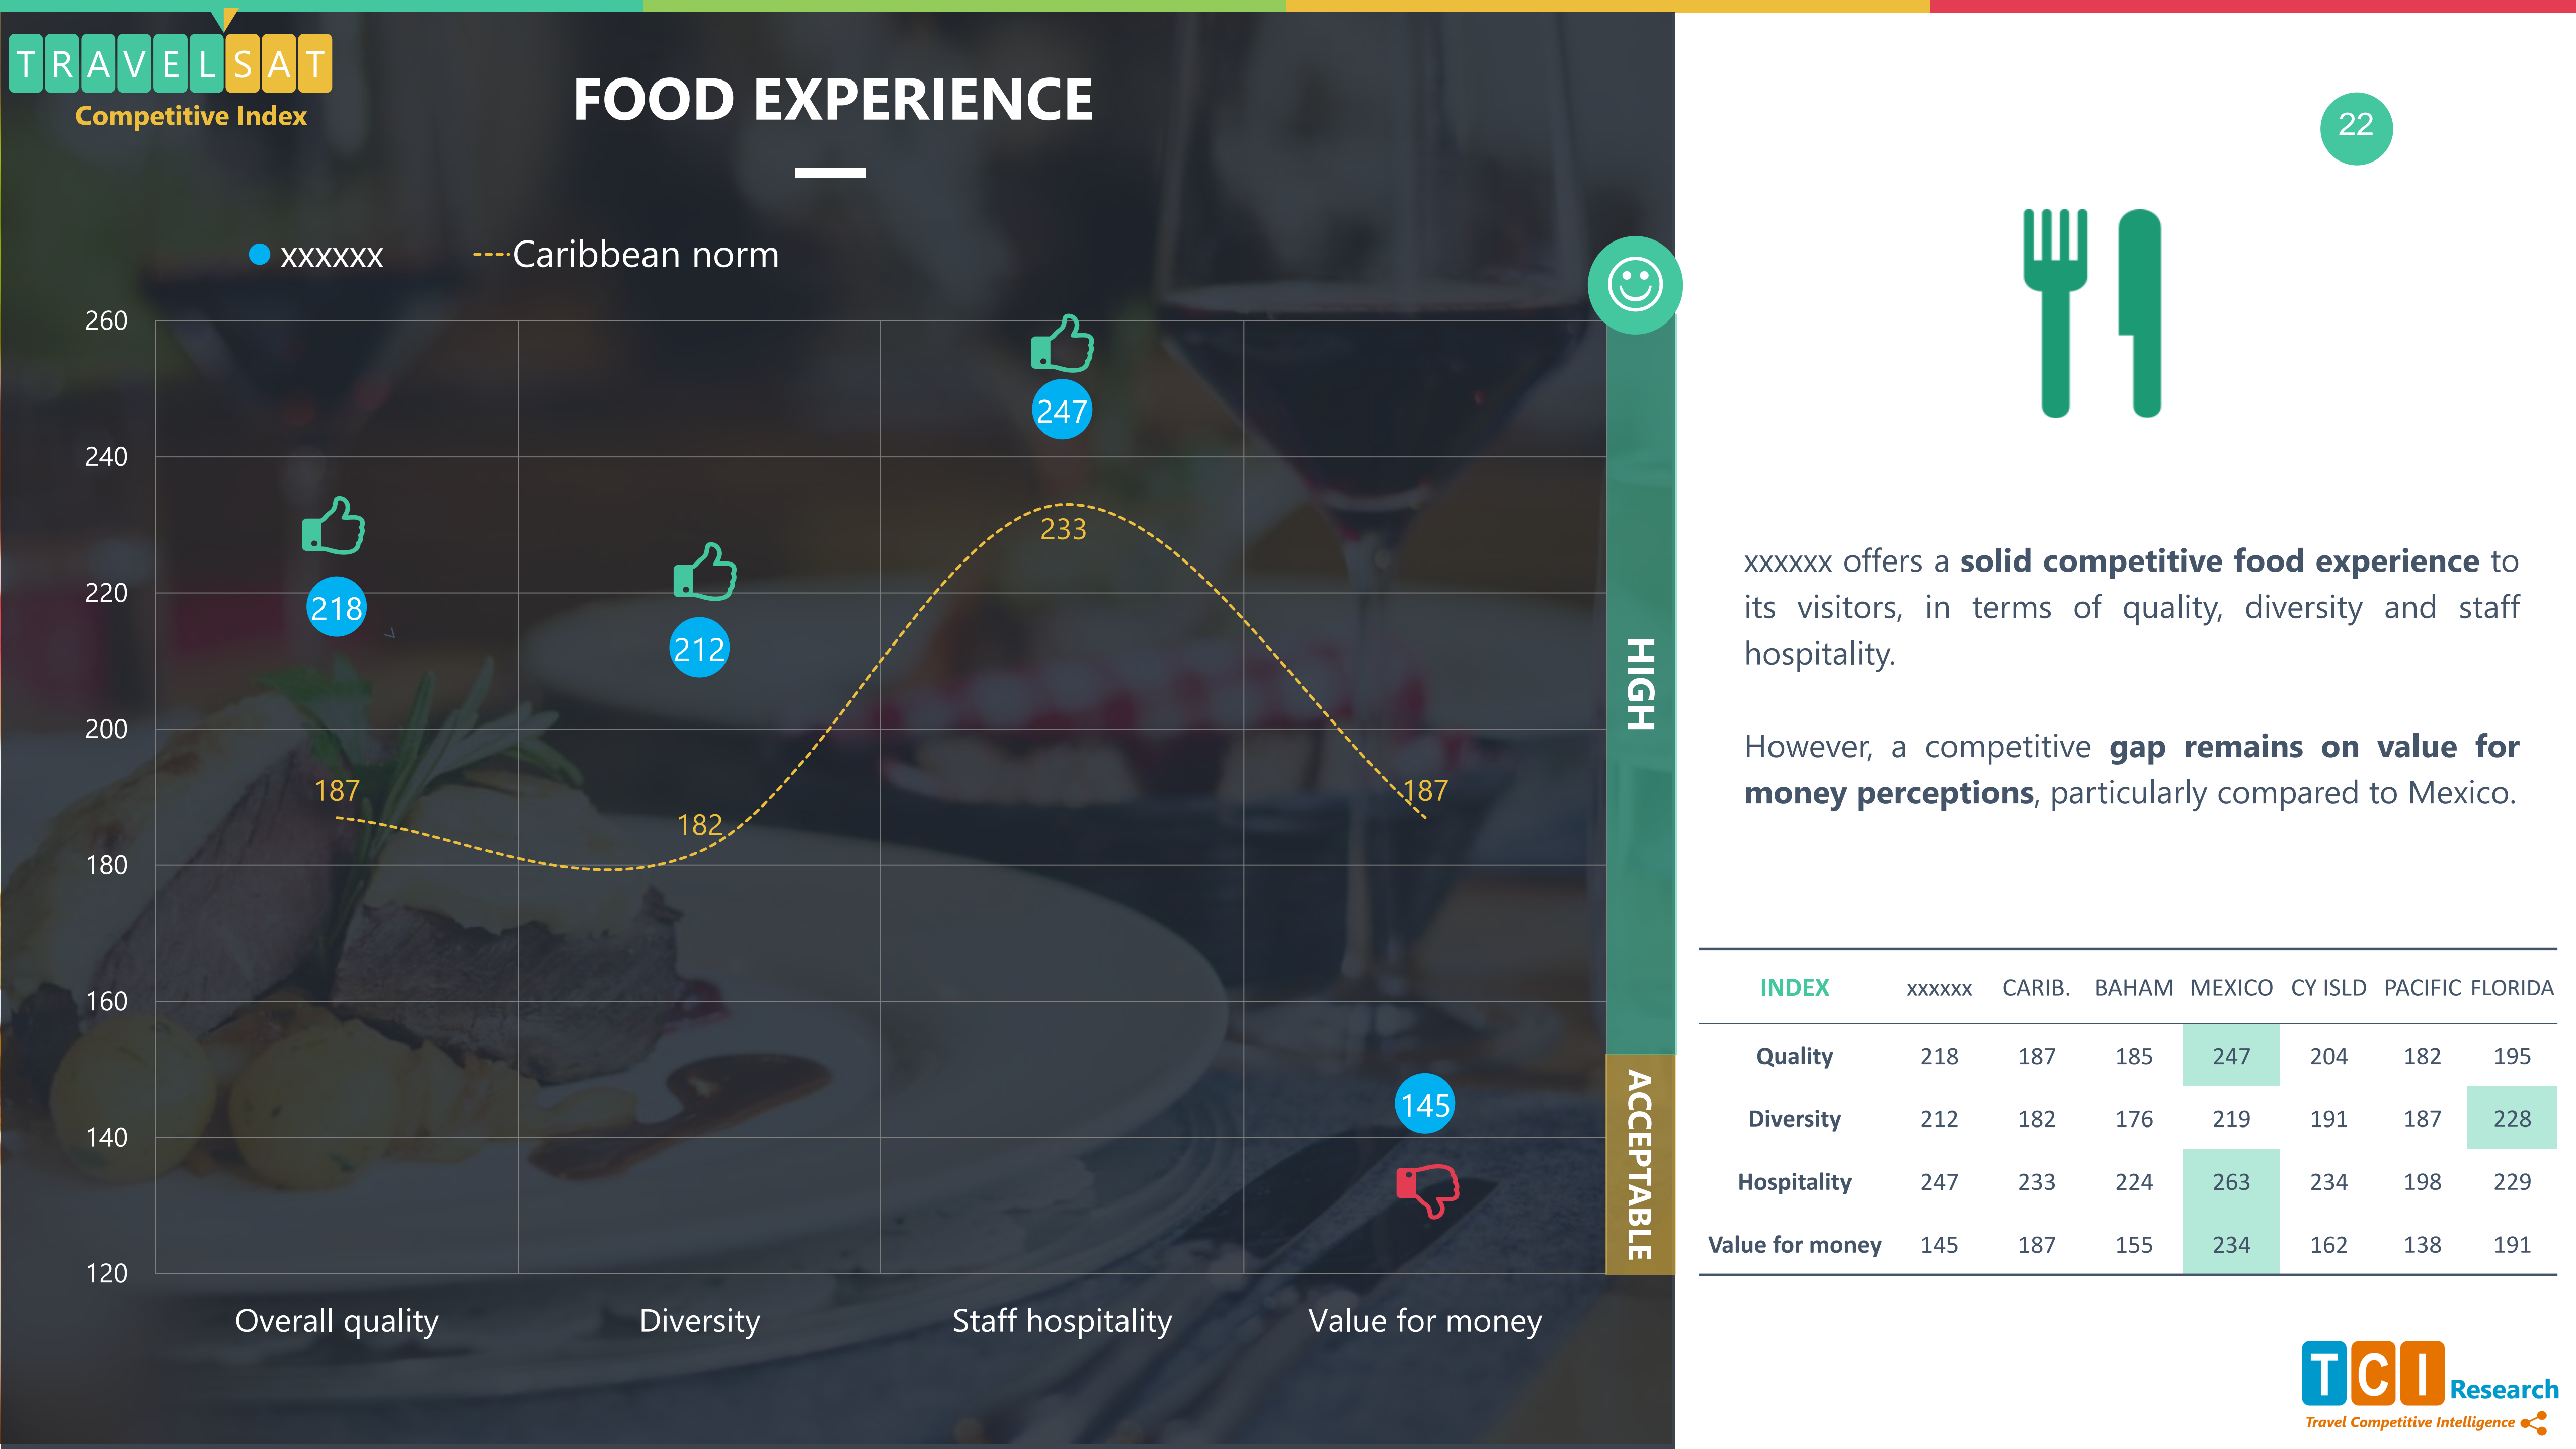 TRAVELSAT
Competitive Index
FOOD EXPERIENCE
22
xxxxxx
Caribbean norm
260
240
220
200
180
160
140
120
218
212
247
145
187
182
233
187
HIGH
ACCEPTABLE
Overall quality
Diversity
Staff hospitality
Value for money
xxxxxx offers a solid competitive food experience to
its visitors, in terms of quality, diversity and staff
hospitality.
However, a competitive gap remains on value for
money perceptions, particularly compared to Mexico.
INDEX xxxxxx CARIB. BAHAM MEXICO CY ISLD PACIFIC FLORIDA
Quality 218 187 185 247 204 182 195
Diversity 212 182 176 219 191 187 228
Hospitality 247 233 224 263 234 198 229
Value for money 145 187 155 234 162 138 191
TCI Research
Travel Competitive Intelligence